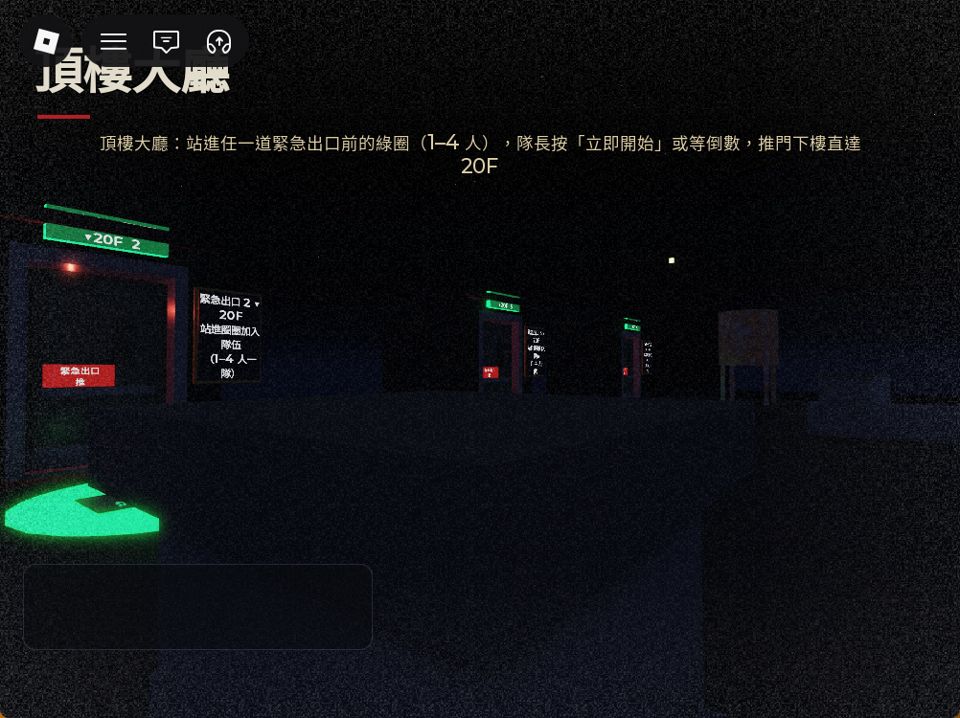 頂樓大廳
頂樓大廳：站進任一道緊急出口前的綠圈（1–4 人），隊長按「立即開始」或等倒數，推門下樓直達
20F
▼20F 2
緊急出口 2 ▼
20F
站進圈圈加入
隊伍
（1–4 人一
隊）
緊急出口
推